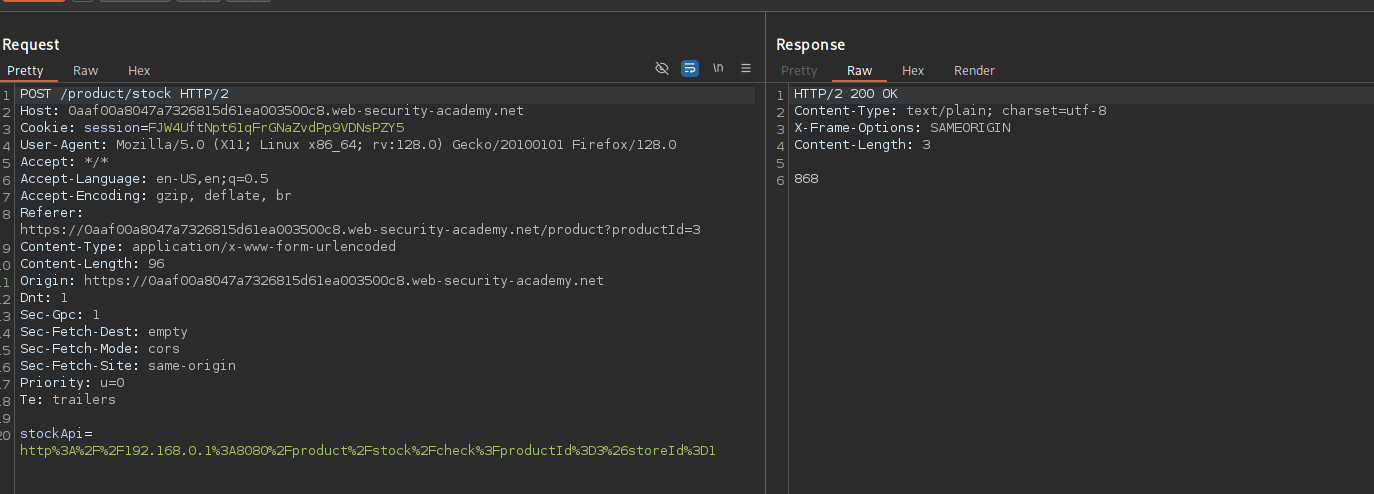 Request
Pretty Raw Hex
\n
1 POST /product/stock HTTP/2
2 Host: 0aaf00a8047a7326815d61ea003500c8.web-security-academy.net
3 Cookie: session=FJW4UftNpt61qFrGNaZvdPp9VDNsPZY5
4 User-Agent: Mozilla/5.0 (X11; Linux x86_64; rv:128.0) Gecko/20100101 Firefox/128.0
5 Accept: */*
6 Accept-Language: en-US,en;q=0.5
7 Accept-Encoding: gzip, deflate, br
8 Referer:
https://0aaf00a8047a7326815d61ea003500c8.web-security-academy.net/product?productId=3
9 Content-Type: application/x-www-form-urlencoded
10 Content-Length: 96
11 Origin: https://0aaf00a8047a7326815d61ea003500c8.web-security-academy.net
12 Dnt: 1
13 Sec-Gpc: 1
14 Sec-Fetch-Dest: empty
15 Sec-Fetch-Mode: cors
16 Sec-Fetch-Site: same-origin
17 Priority: u=0
18 Te: trailers
19
20 stockApi=
http%3A%2F%2F192.168.0.1%3A8080%2Fproduct%2Fstock%2Fcheck%3FproductId%3D3%26storeId%3D1
Response
Pretty Raw Hex Render
1 HTTP/2 200 OK
2 Content-Type: text/plain; charset=utf-8
3 X-Frame-Options: SAMEORIGIN
4 Content-Length: 3
5
6 868